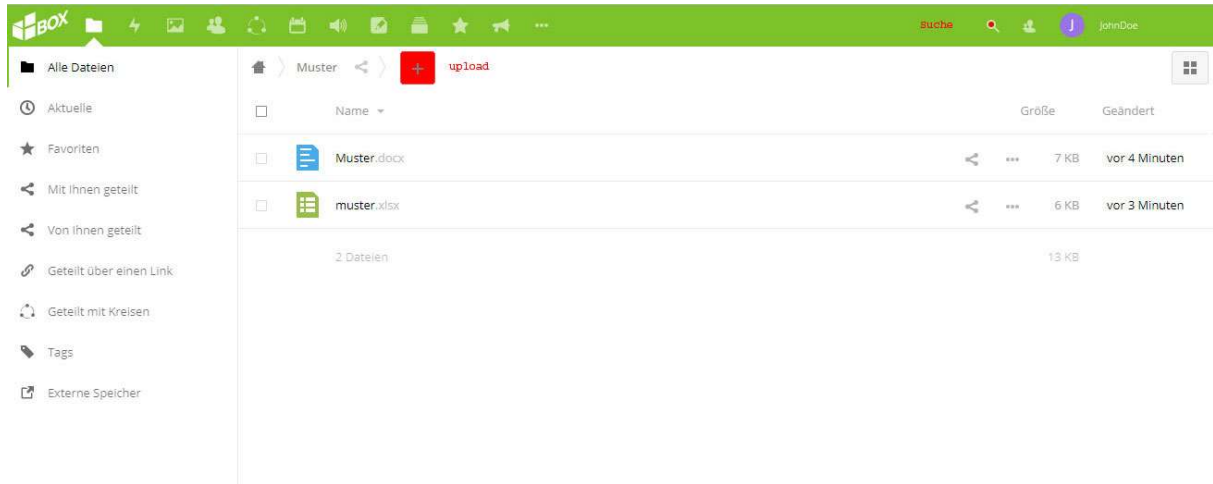 BOX
Suche
J JohnDoe
Alle Dateien
Muster
upload
Aktuelle
Name Größe Geändert
Favoriten
Muster.docx 7 KB vor 4 Minuten
Mit Ihnen geteilt
muster.xlsx 6 KB vor 3 Minuten
Von Ihnen geteilt
2 Dateien 13 KB
Geteilt über einen Link
Geteilt mit Kreisen
Tags
Externe Speicher